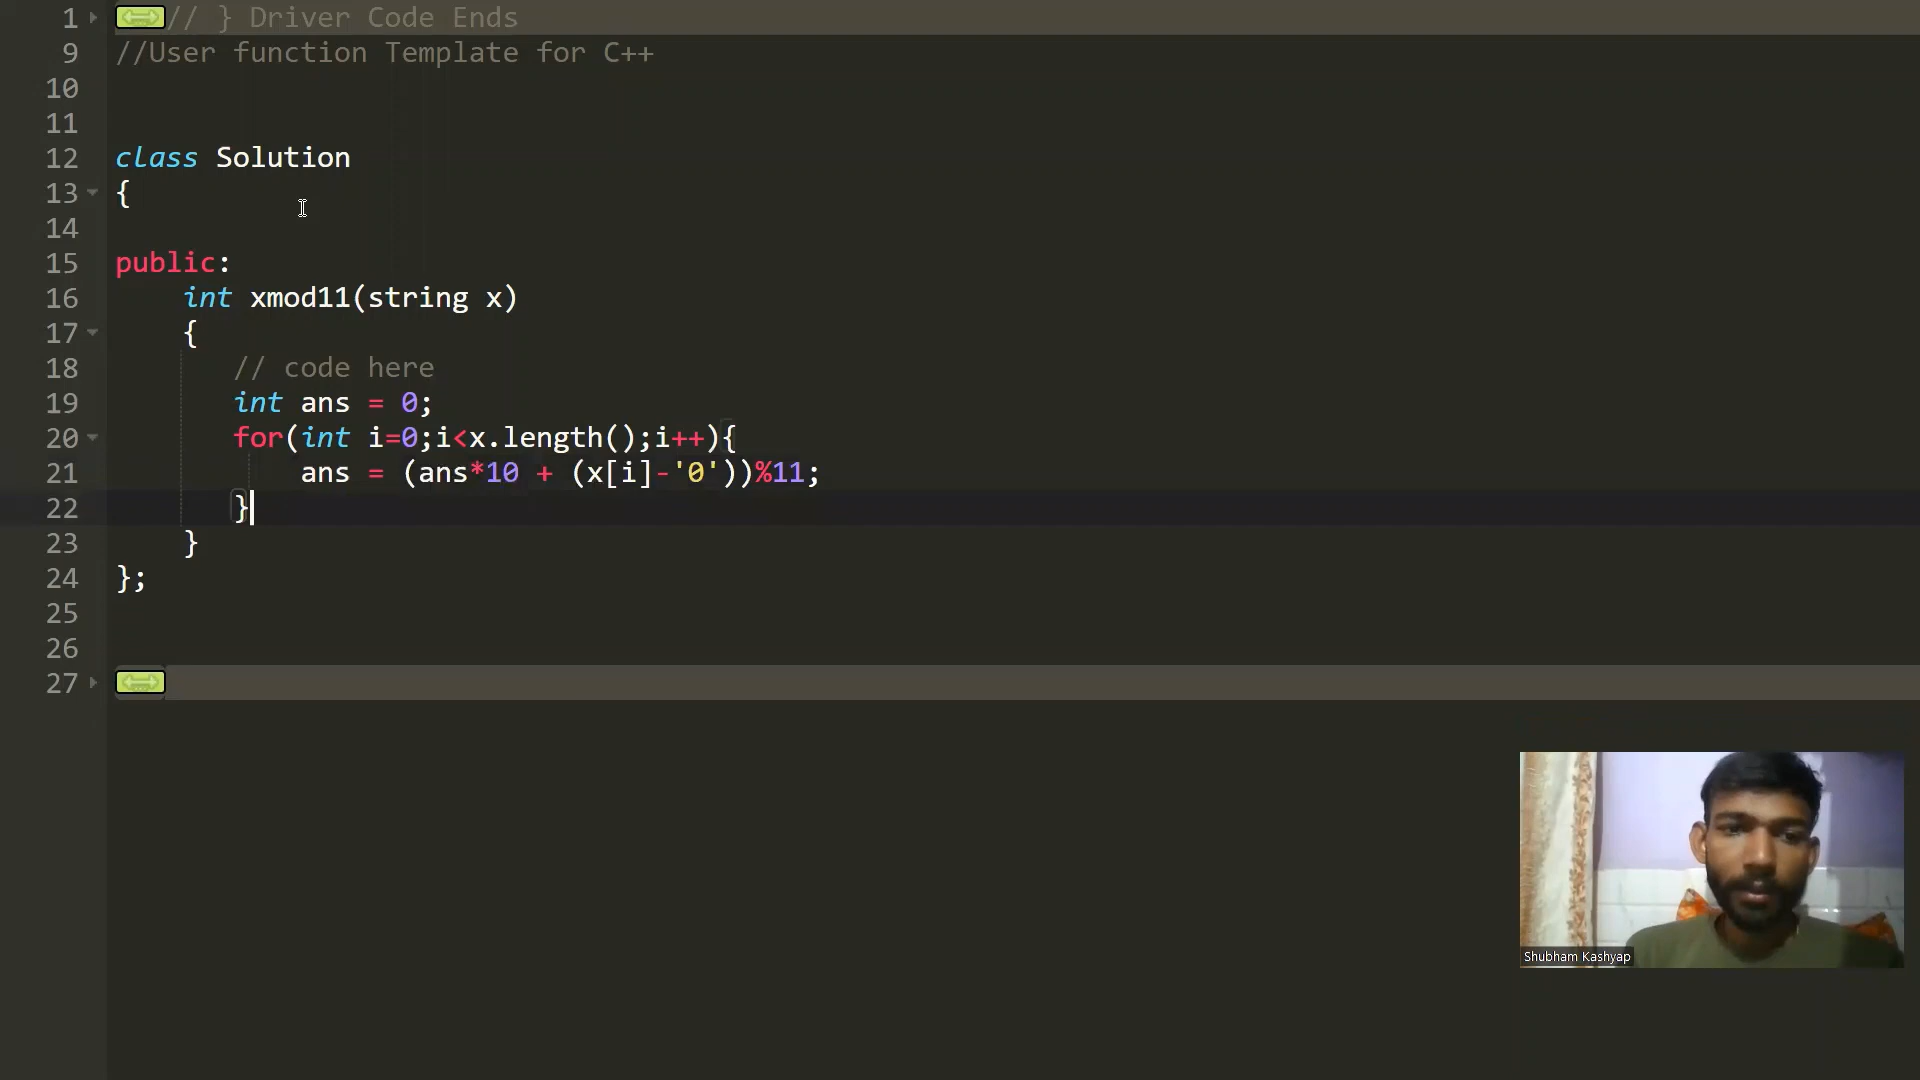 1 // } Driver Code Ends
9 //User function Template for C++
10
11
12 class Solution
13 {
14
15 public:
16 int xmod11(string x)
17 {
18 // code here
19 int ans = 0;
20 for(int i=0;i<x.length();i++){
21 ans = (ans*10 + (x[i]-'0'))%11;
22 }
23 }
24 };
25
26
27
Shubham Kashyap